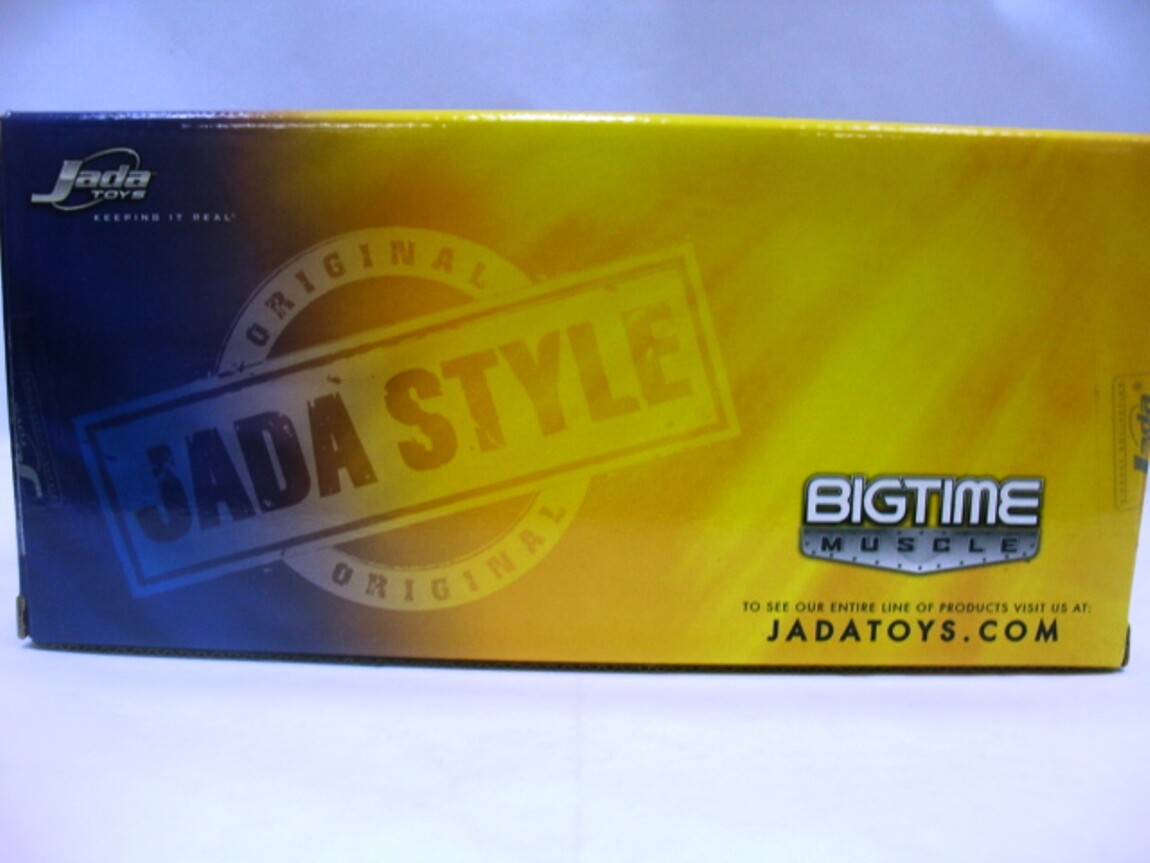 Jada
TOYS
KEEPING IT REAL
ORIGINAL
JADA STYLE
ORIGINAL
BIGTIME
MUSCLE
TO SEE OUR ENTIRE LINE OF PRODUCTS VISIT US AT:
JADATOYS.COM
Jada